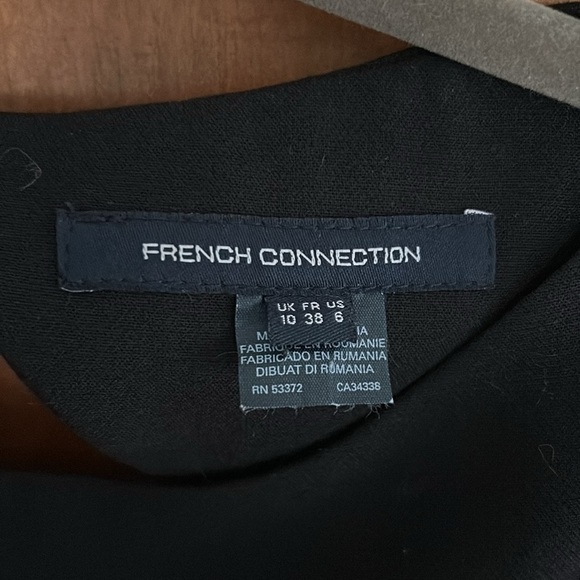 FRENCH CONNECTION
UK FR US
10 38 6
FABRIQUE EN ROUMANIE
FABRICADO EN RUMANIA
DIBUAT DI RUMANIA
RN 53372 CA34336